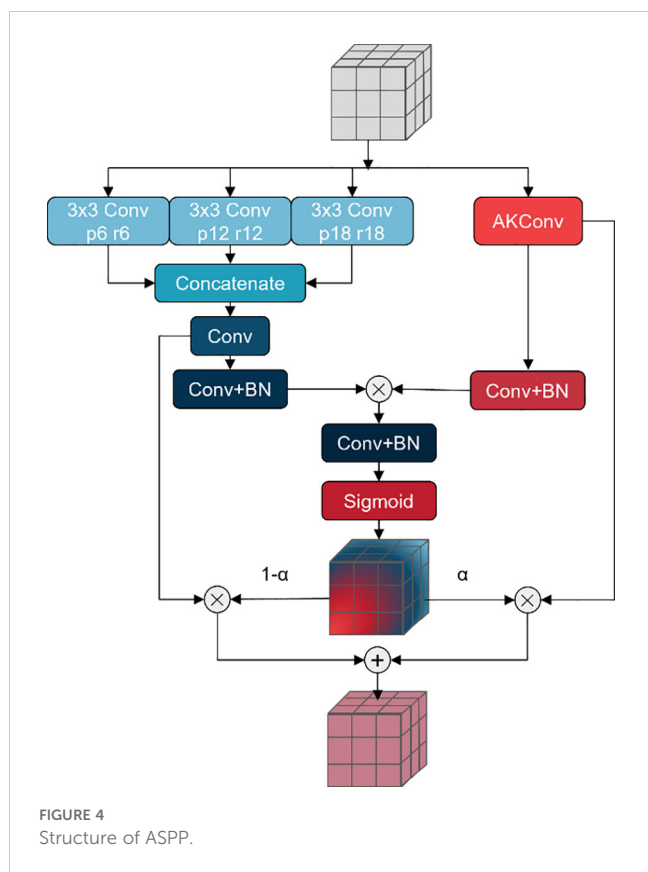 3x3 Conv
p6 r6
3x3 Conv
p12 r12
3x3 Conv
p18 r18
AKConv
Concatenate
Conv
Conv+BN
×
Conv+BN
Conv+BN
Sigmoid
1-α
α
×
×
+
FIGURE 4
Structure of ASPP.